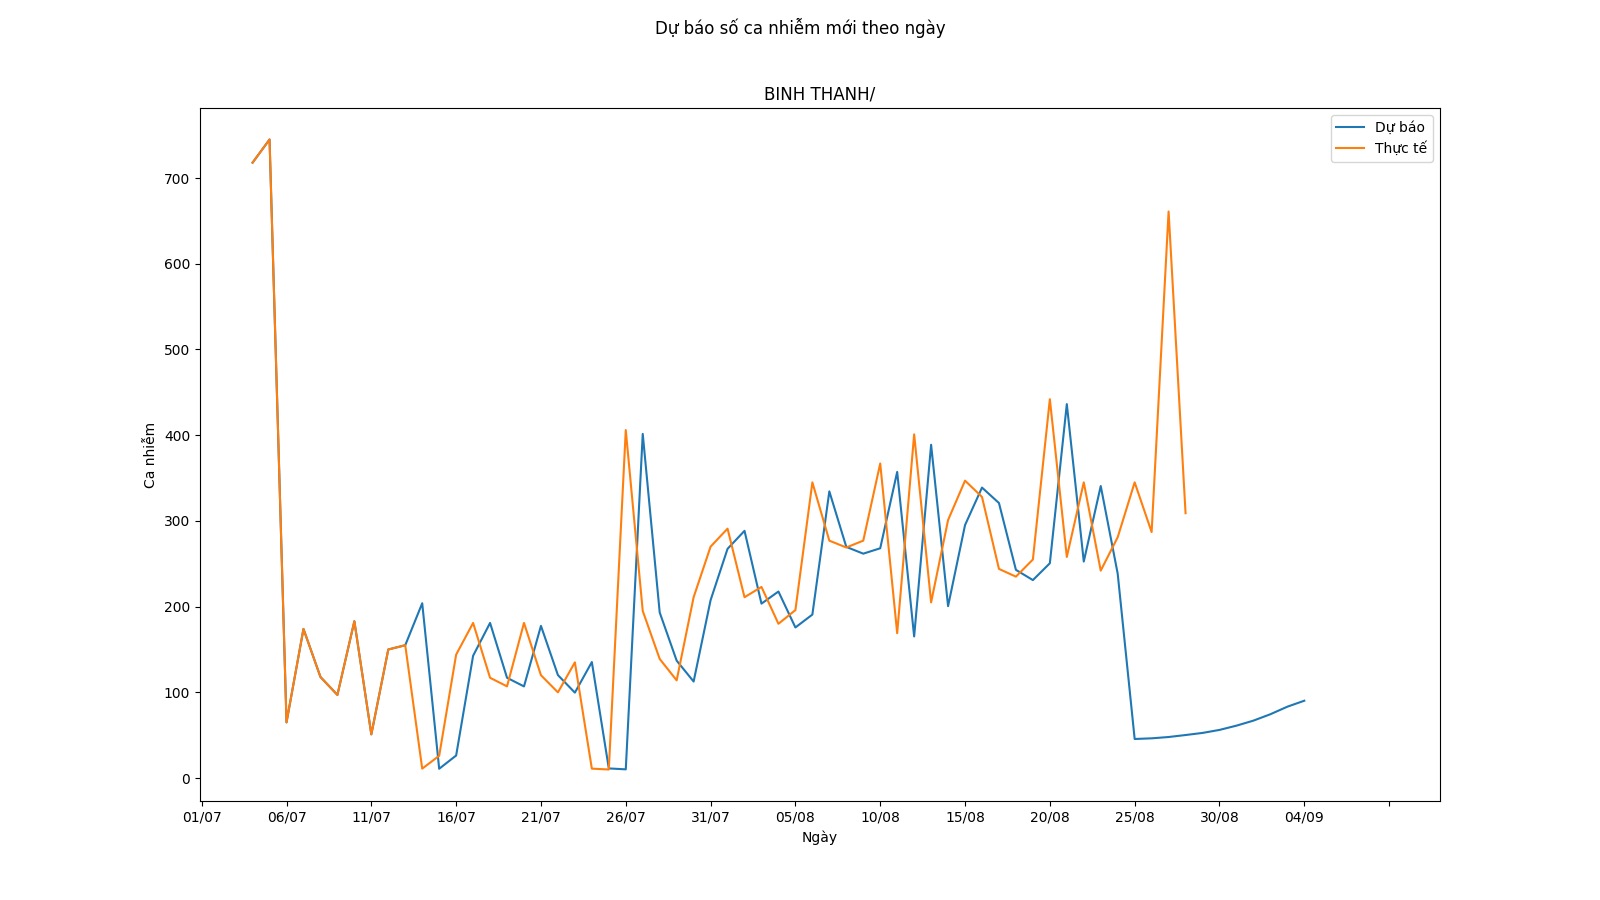 Dự báo số ca nhiễm mới theo ngày
BINH THANH/
Dự báo
Thực tế
Ca nhiễm
700
600
500
400
300
200
100
0
01/07 06/07 11/07 16/07 21/07 26/07 31/07 05/08 10/08 15/08 20/08 25/08 30/08 04/09
Ngày